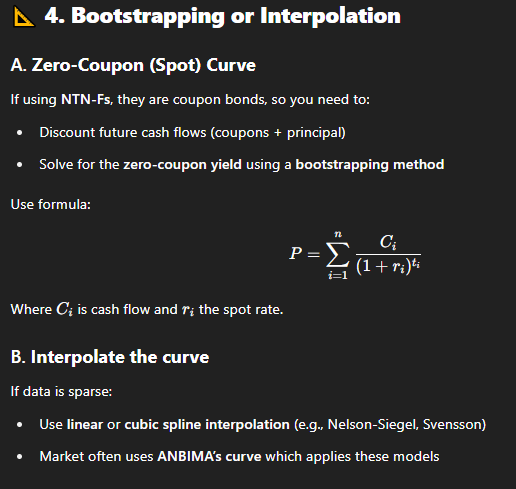 📐 4. Bootstrapping or Interpolation
A. Zero-Coupon (Spot) Curve
If using NTN-Fs, they are coupon bonds, so you need to:
• Discount future cash flows (coupons + principal)
• Solve for the zero-coupon yield using a bootstrapping method
Use formula:
P = ∑_{i=1}^{n} C_i / (1 + r_i)^{t_i}
Where C_i is cash flow and r_i the spot rate.
B. Interpolate the curve
If data is sparse:
• Use linear or cubic spline interpolation (e.g., Nelson-Siegel, Svensson)
• Market often uses ANBIMA's curve which applies these models